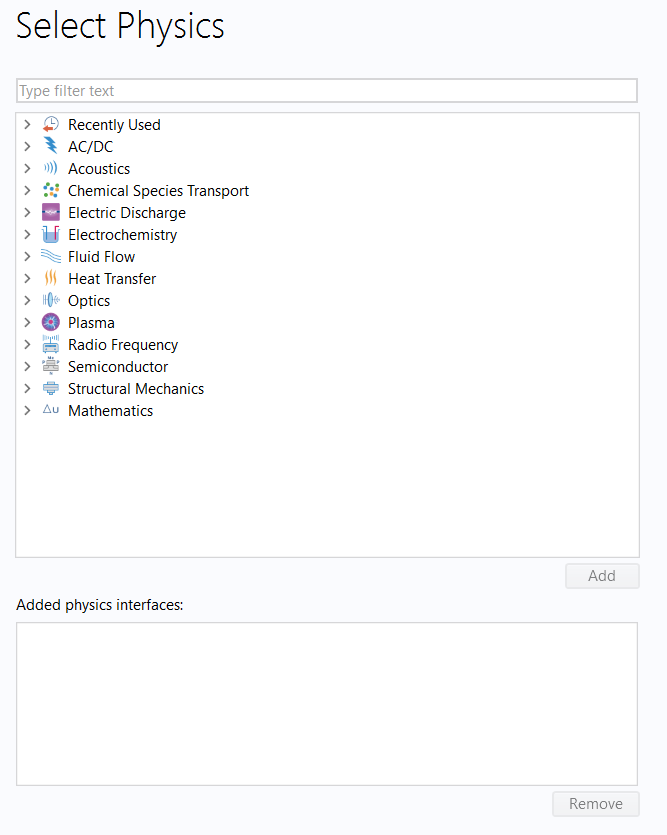 Select Physics
Type filter text
Recently Used
AC/DC
Acoustics
Chemical Species Transport
Electric Discharge
Electrochemistry
Fluid Flow
Heat Transfer
Optics
Plasma
Radio Frequency
Semiconductor
Structural Mechanics
Δu Mathematics
Add
Added physics interfaces:
Remove